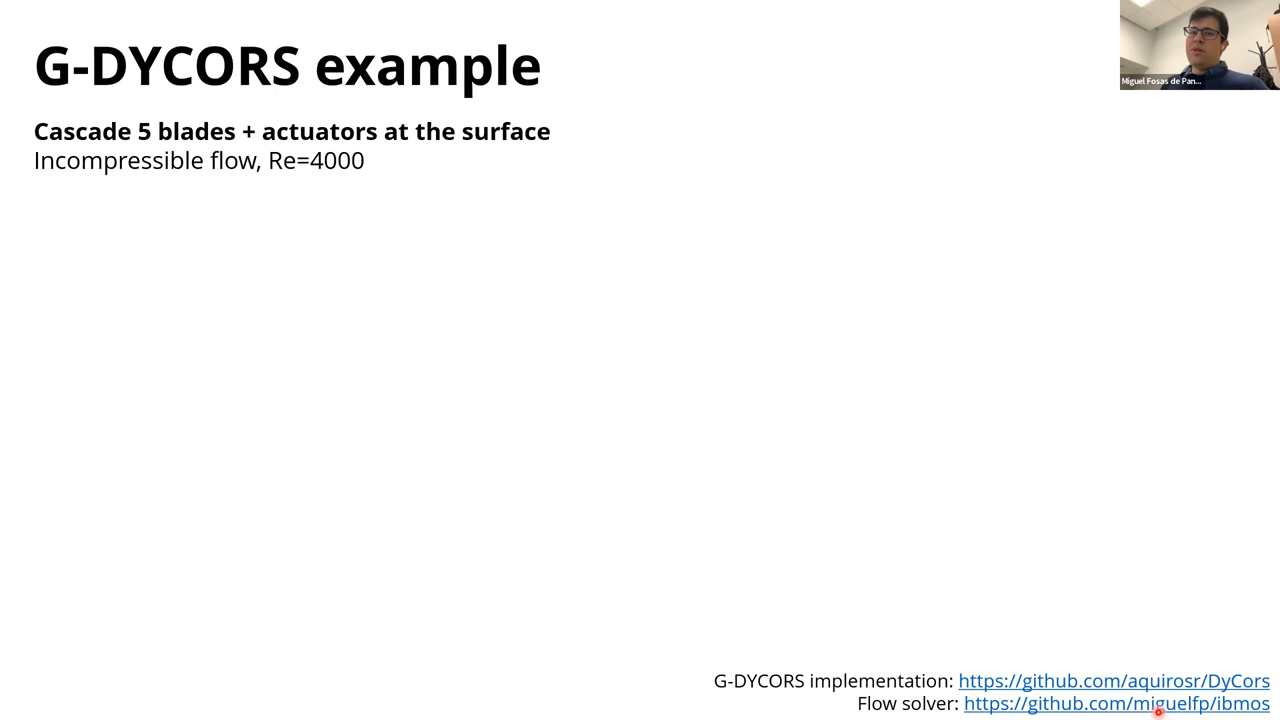 G-DYCORS example
Miguel Fosas de Pan...
Cascade 5 blades + actuators at the surface
Incompressible flow, Re=4000
G-DYCORS implementation: https://github.com/aquirosr/DyCors
Flow solver: https://github.com/miguelfp/ibmos